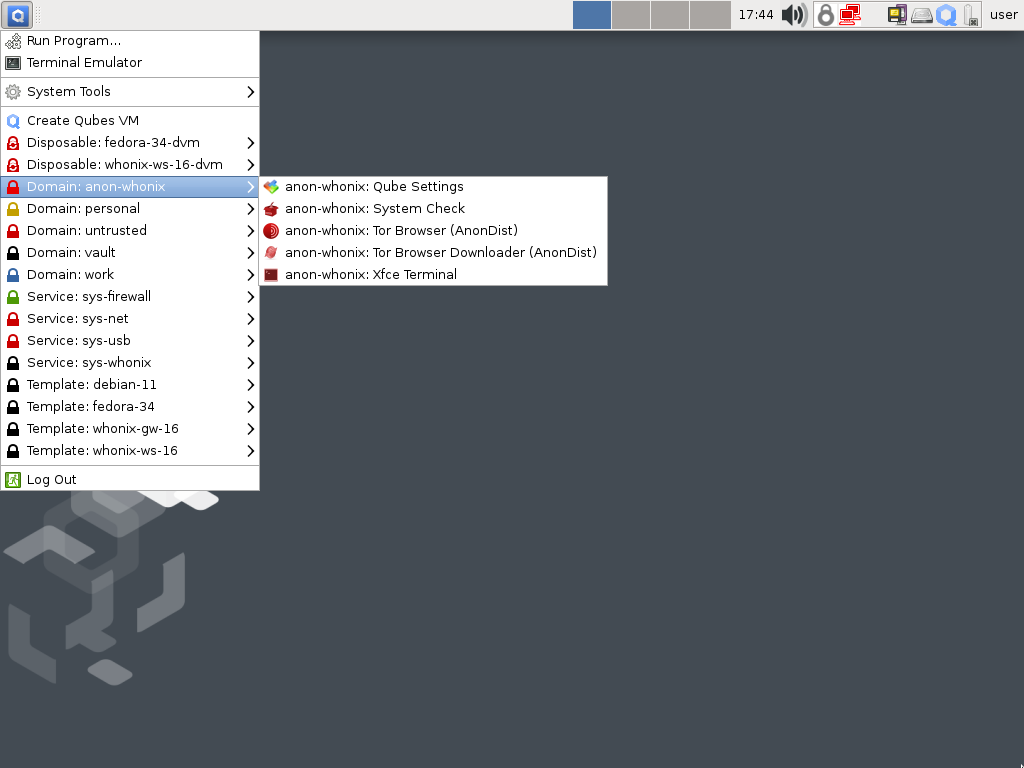 17:44
user
Run Program...
Terminal Emulator
System Tools
Create Qubes VM
Disposable: fedora-34-dvm
Disposable: whonix-ws-16-dvm
Domain: anon-whonix
Domain: personal
Domain: untrusted
Domain: vault
Domain: work
Service: sys-firewall
Service: sys-net
Service: sys-usb
Service: sys-whonix
Template: debian-11
Template: fedora-34
Template: whonix-gw-16
Template: whonix-ws-16
Log Out
anon-whonix: Qube Settings
anon-whonix: System Check
anon-whonix: Tor Browser (AnonDist)
anon-whonix: Tor Browser Downloader (AnonDist)
anon-whonix: Xfce Terminal